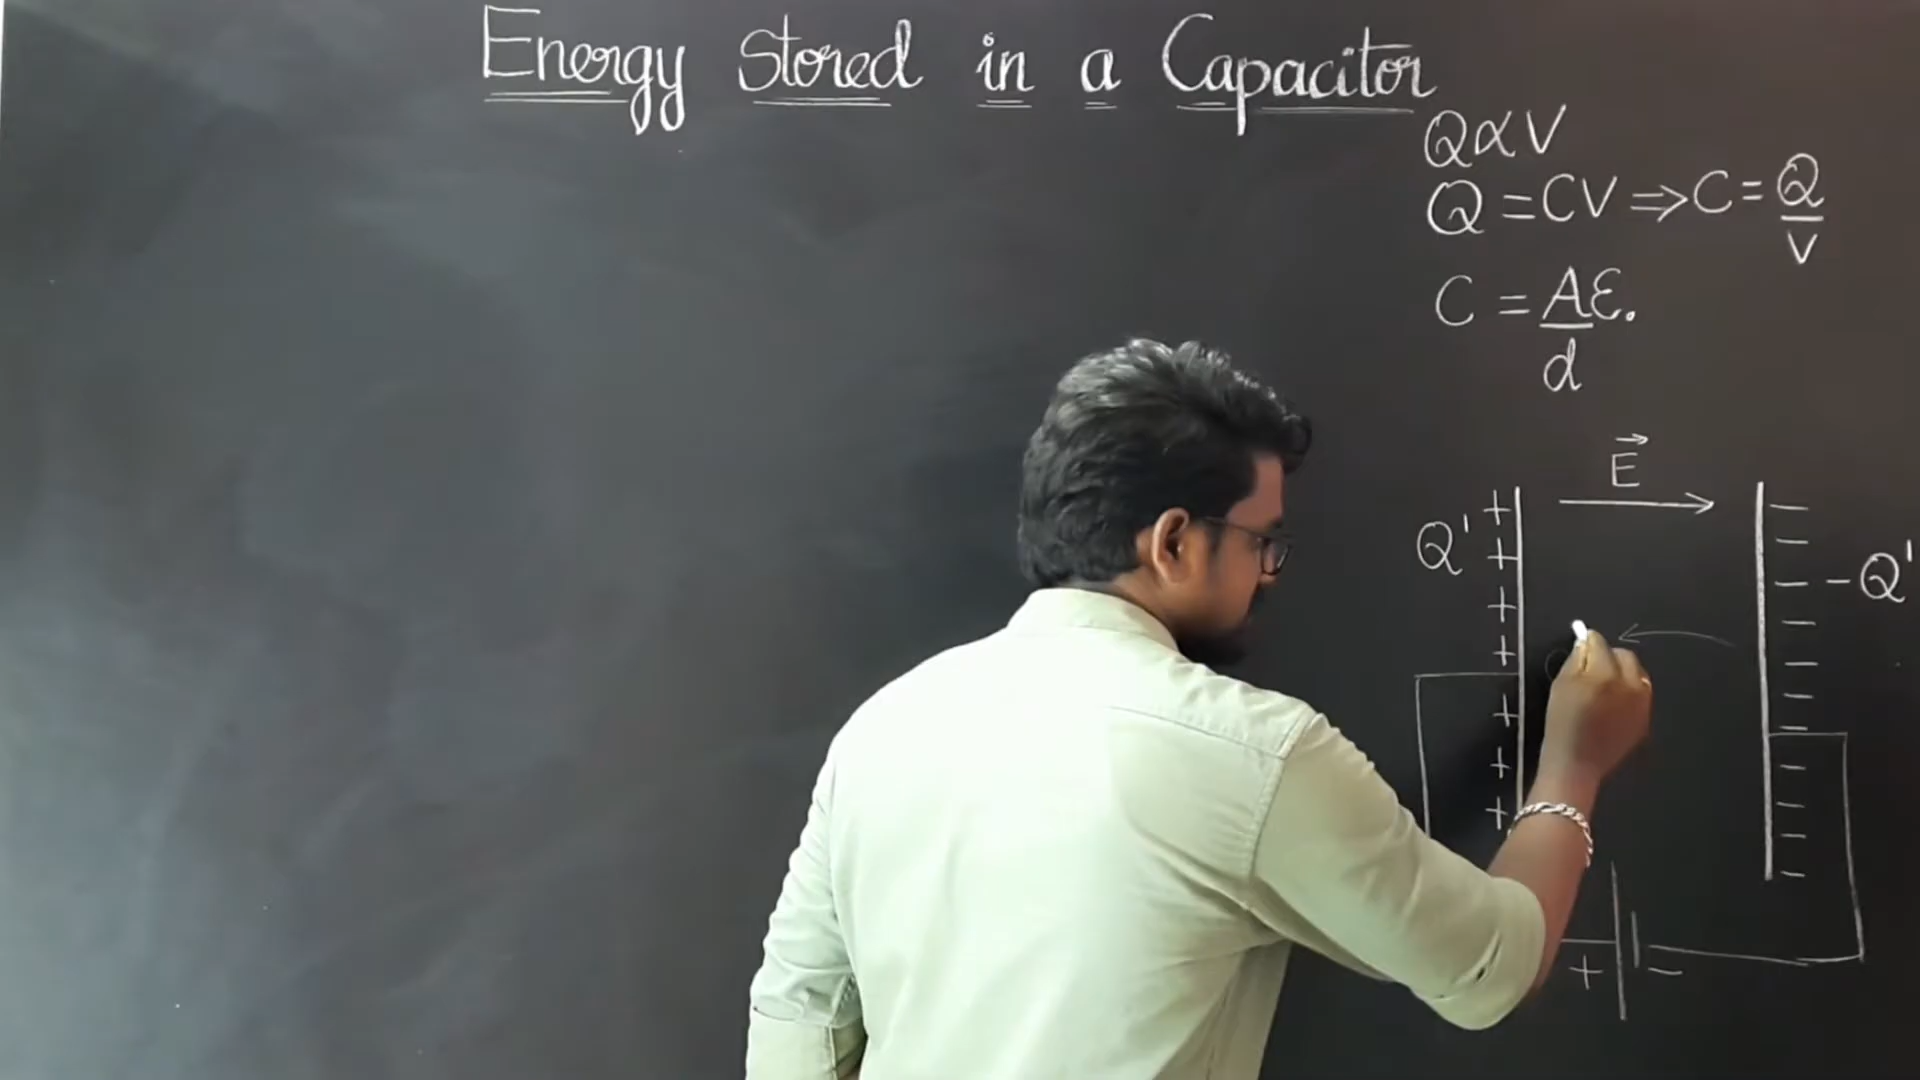 Energy Stored in a Capacitor
Q ∝ V
Q = CV ⇒ C = Q/V
C = Aε₀/d
E⃗
Q' + + + + + + +
- - - - - - - - - - - -Q'
+ -